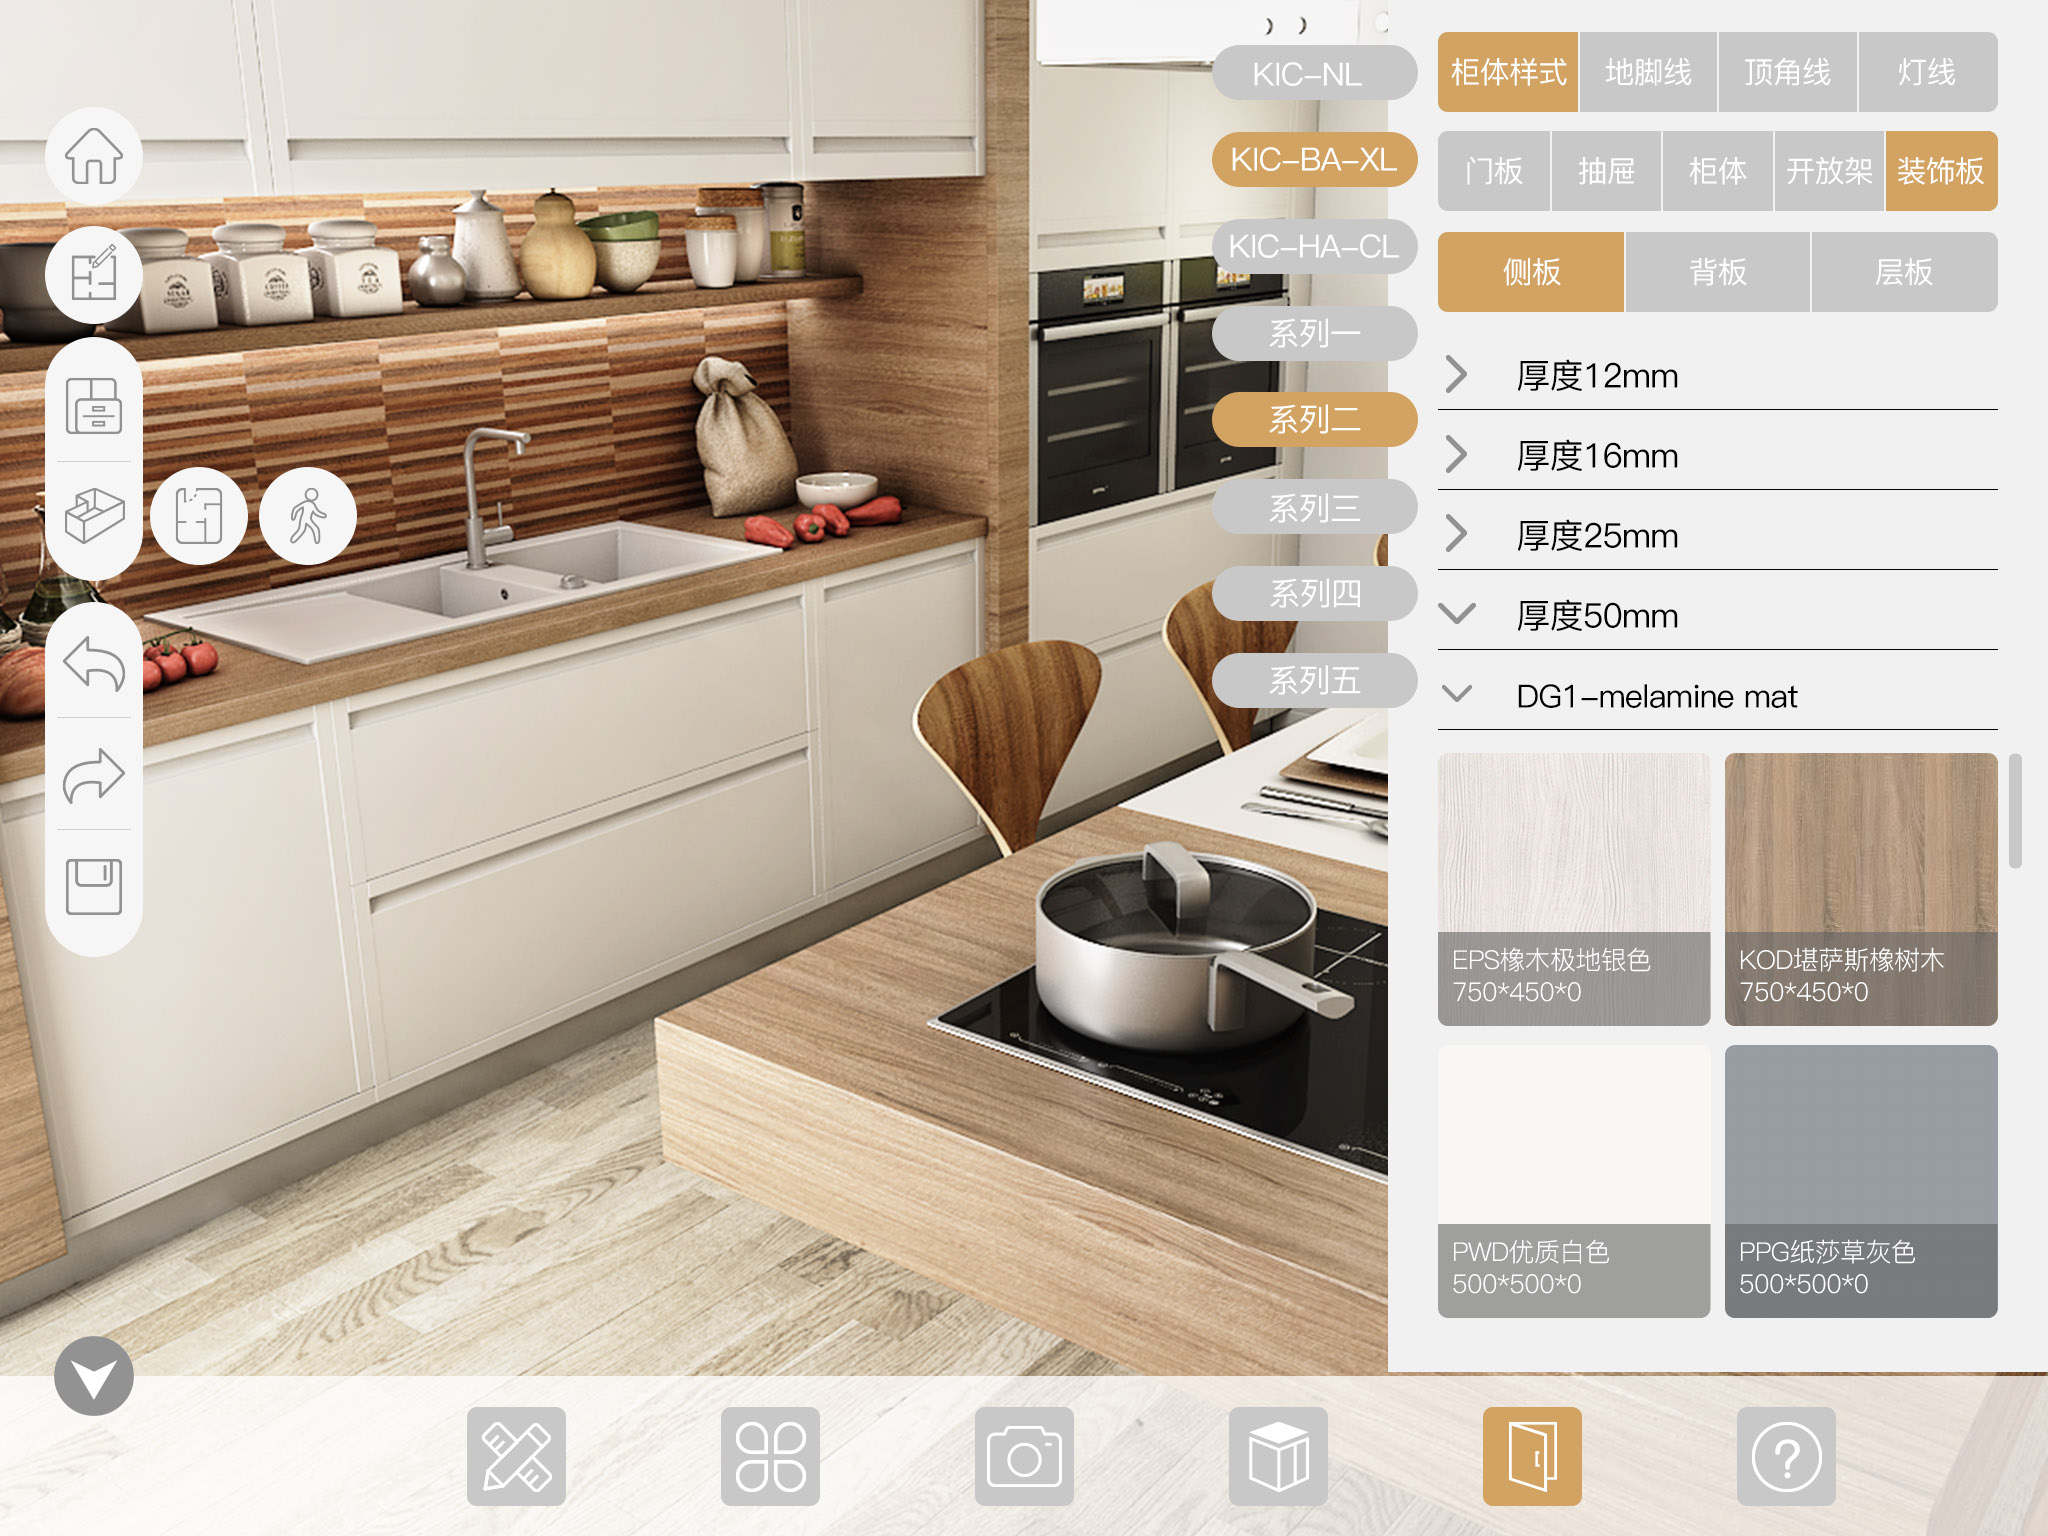 KIC-NL
KIC-BA-XL
KIC-HA-CL
系列一
系列二
系列三
系列四
系列五
柜体样式 地脚线 顶角线 灯线
门板 抽屉 柜体 开放架 装饰板
侧板 背板 层板
厚度12mm
厚度16mm
厚度25mm
厚度50mm
DG1-melamine mat
EPS橡木极地银色
750*450*0
KOD堪萨斯橡树木
750*450*0
PWD优质白色
500*500*0
PPG纸莎草灰色
500*500*0
SUGAR
COFFEE
?